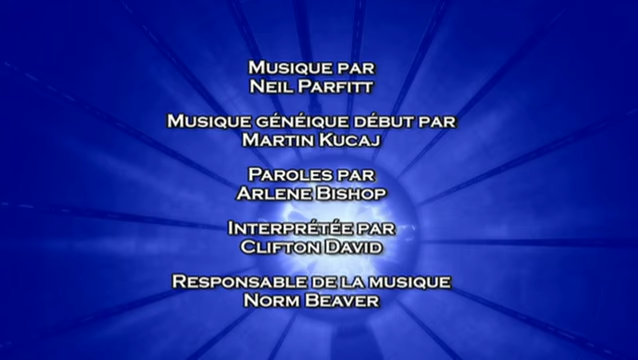 Musique par
Neil Parfitt
Musique généique début par
Martin Kucaj
Paroles par
Arlene Bishop
Interprétée par
Clifton David
Responsable de la musique
Norm Beaver